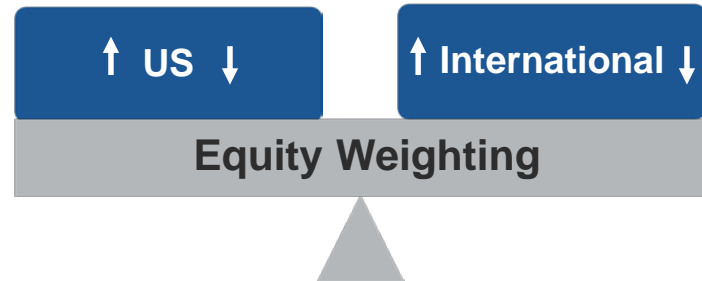 ↑ US ↓
↑ International ↓
Equity Weighting